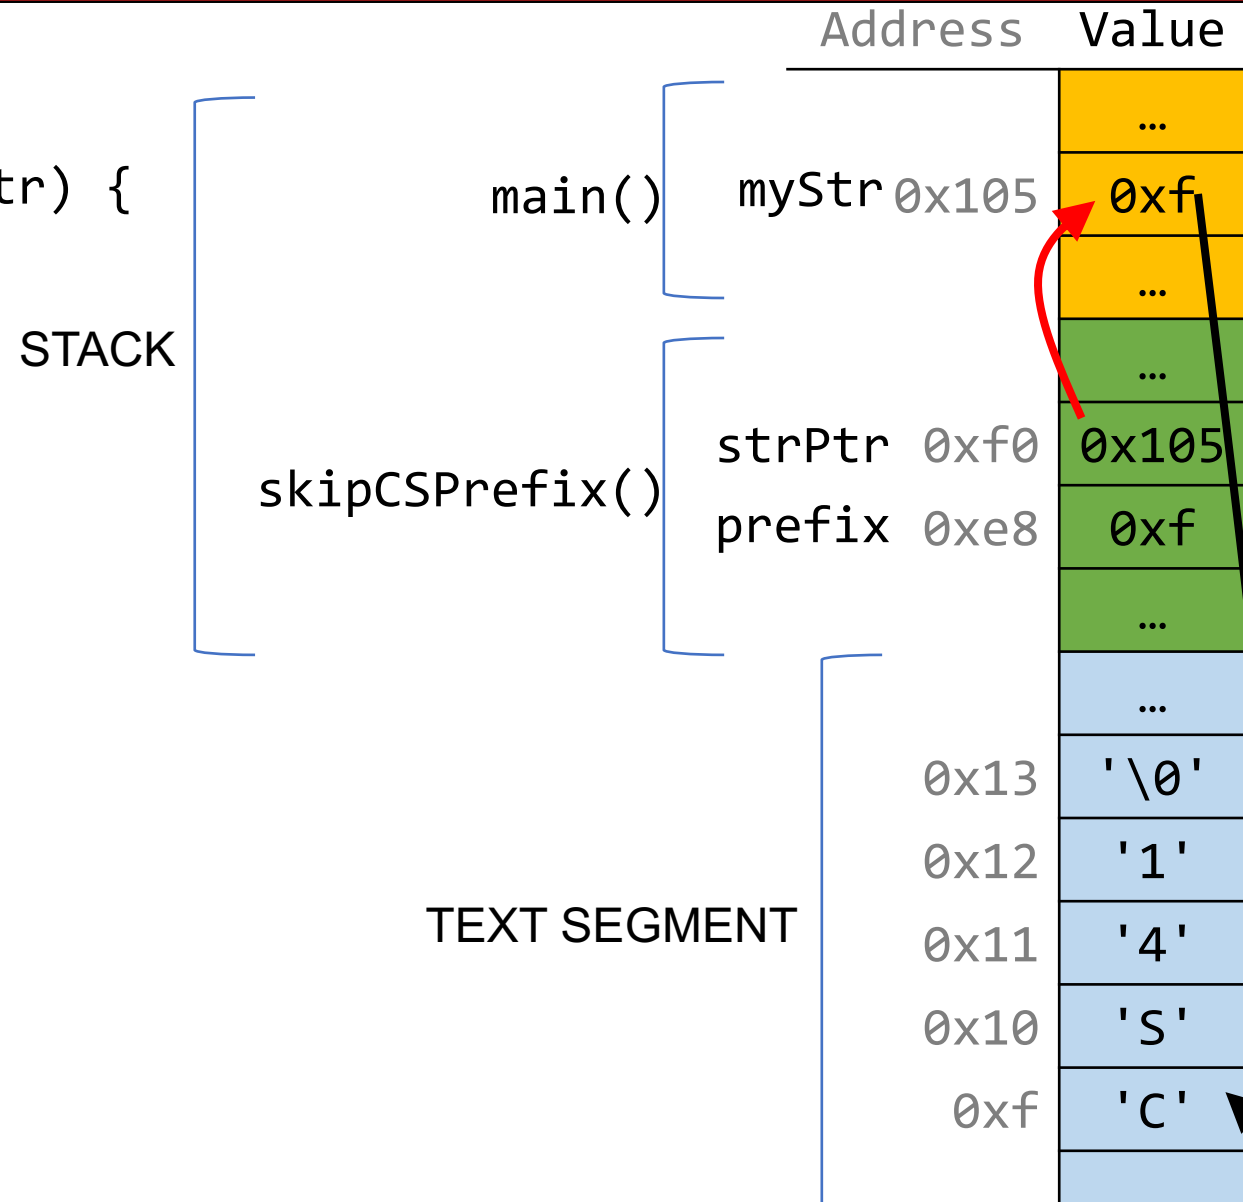 Address Value
…
tr) {
main() myStr 0x105 0xf
…
STACK
…
strPtr 0xf0 0x105
skipCSPrefix()
prefix 0xe8 0xf
…
…
0x13 '\0'
0x12 '1'
TEXT SEGMENT
0x11 '4'
0x10 'S'
0xf 'C'